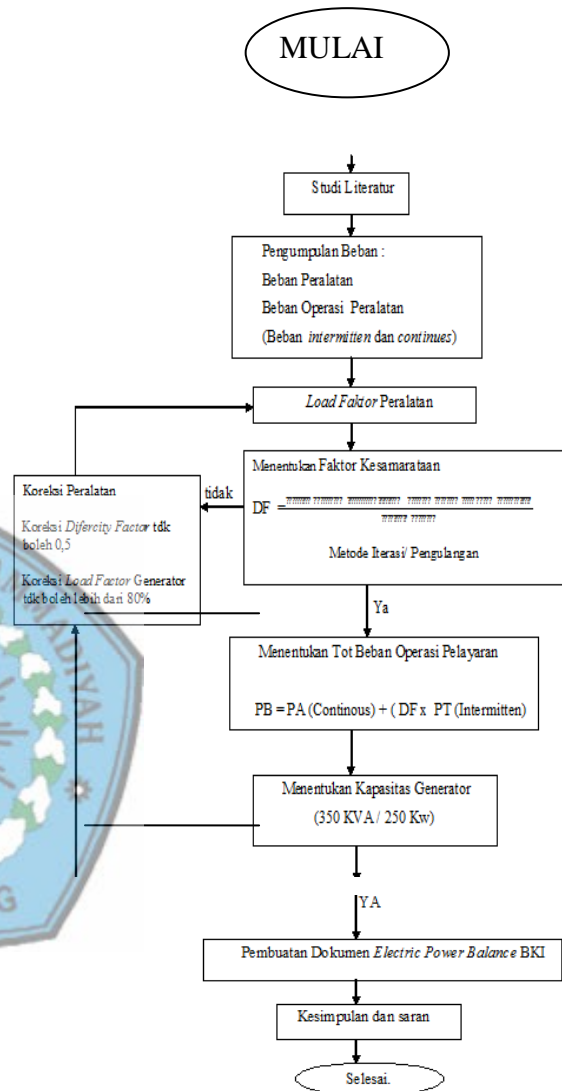 MULAI
Studi Literatur
Pengumpulan Beban :
Beban Peralatan
Beban Operasi Peralatan
(Beban intermitten dan continues)
Load Faktor Peralatan
Menentukan Faktor Kesamarataan
DF =
Metode Iterasi/ Pengulangan
tidak
Koreksi Peralatan
Koreksi Difercity Factor tdk
boleh 0,5
Koreksi Load Factor Generator
tdk boleh lebih dari 80%
Ya
Menentukan Tot Beban Operasi Pelayaran
PB = PA (Continous) + ( DF x PT (Intermitten)
Menentukan Kapasitas Generator
(350 KVA / 250 Kw)
YA
Pembuatan Dokumen Electric Power Balance BKI
Kesimpulan dan saran
Selesai.